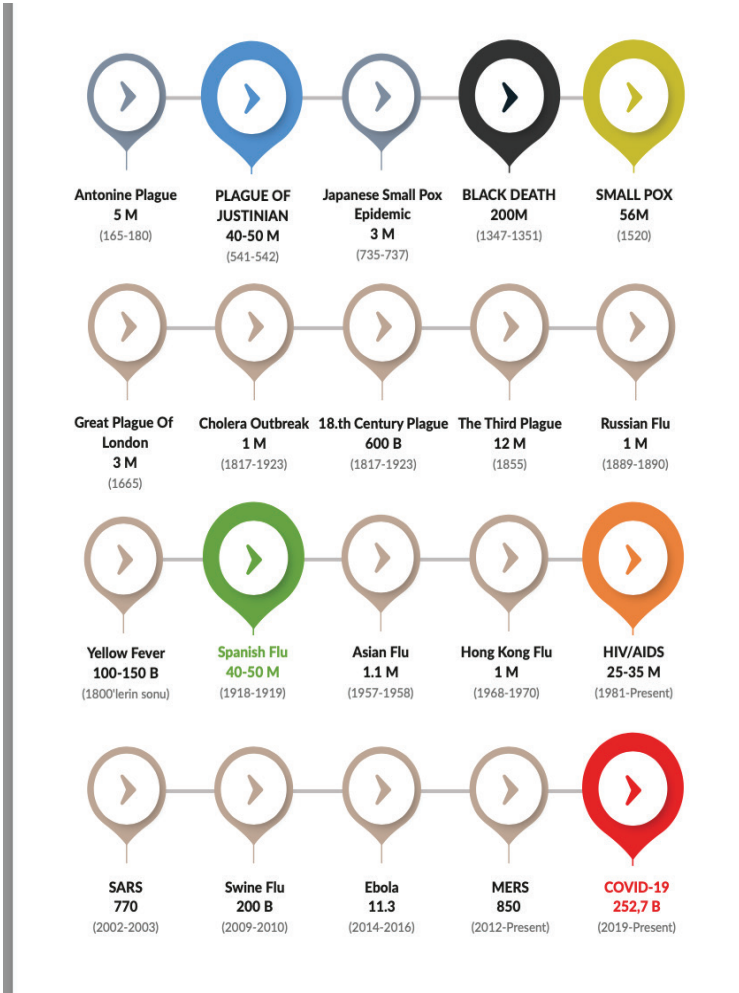 Antonine Plague
5 M
(165-180)
PLAGUE OF
JUSTINIAN
40-50 M
(541-542)
Japanese Small Pox
Epidemic
3 M
(735-737)
BLACK DEATH
200M
(1347-1351)
SMALL POX
56M
(1520)
Great Plague Of
London
3 M
(1665)
Cholera Outbreak
1 M
(1817-1923)
18.th Century Plague
600 B
(1817-1923)
The Third Plague
12 M
(1855)
Russian Flu
1 M
(1889-1890)
Yellow Fever
100-150 B
(1800'lerin sonu)
Spanish Flu
40-50 M
(1918-1919)
Asian Flu
1.1 M
(1957-1958)
Hong Kong Flu
1 M
(1968-1970)
HIV/AIDS
25-35 M
(1981-Present)
SARS
770
(2002-2003)
Swine Flu
200 B
(2009-2010)
Ebola
11.3
(2014-2016)
MERS
850
(2012-Present)
COVID-19
252,7 B
(2019-Present)